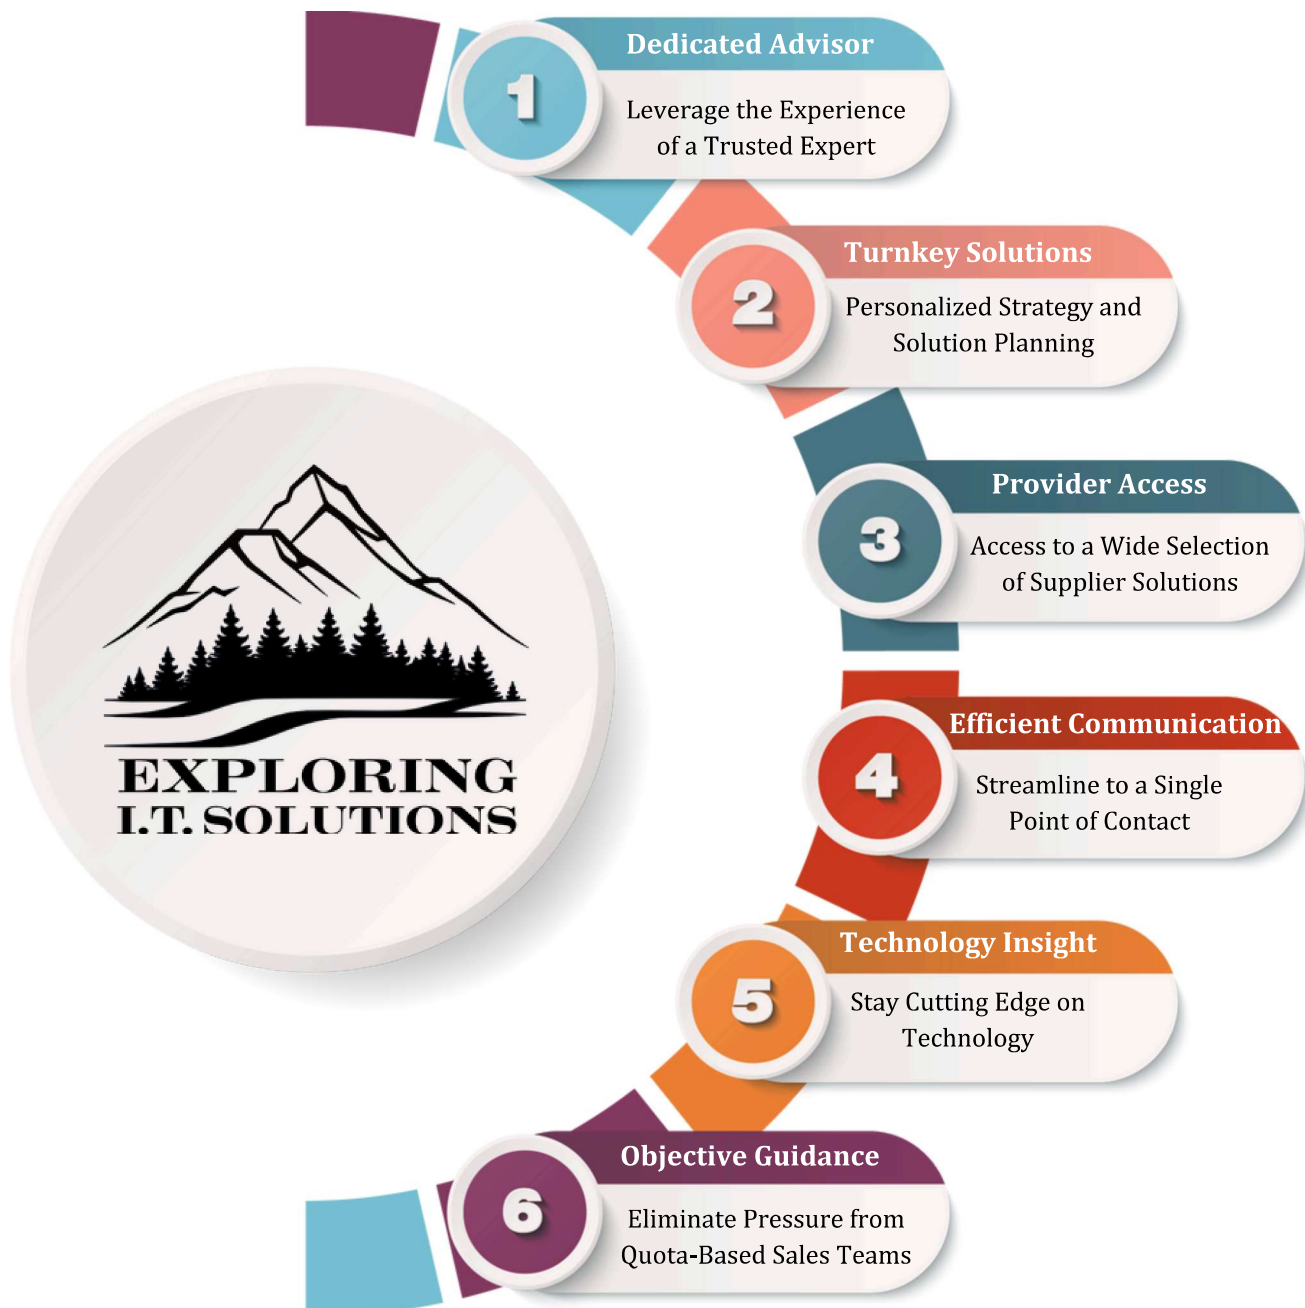 1
Dedicated Advisor
Leverage the Experience
of a Trusted Expert
2
Turnkey Solutions
Personalized Strategy and
Solution Planning
3
Provider Access
Access to a Wide Selection
of Supplier Solutions
4
Efficient Communication
Streamline to a Single
Point of Contact
5
Technology Insight
Stay Cutting Edge on
Technology
6
Objective Guidance
Eliminate Pressure from
Quota-Based Sales Teams
EXPLORING
I.T. SOLUTIONS